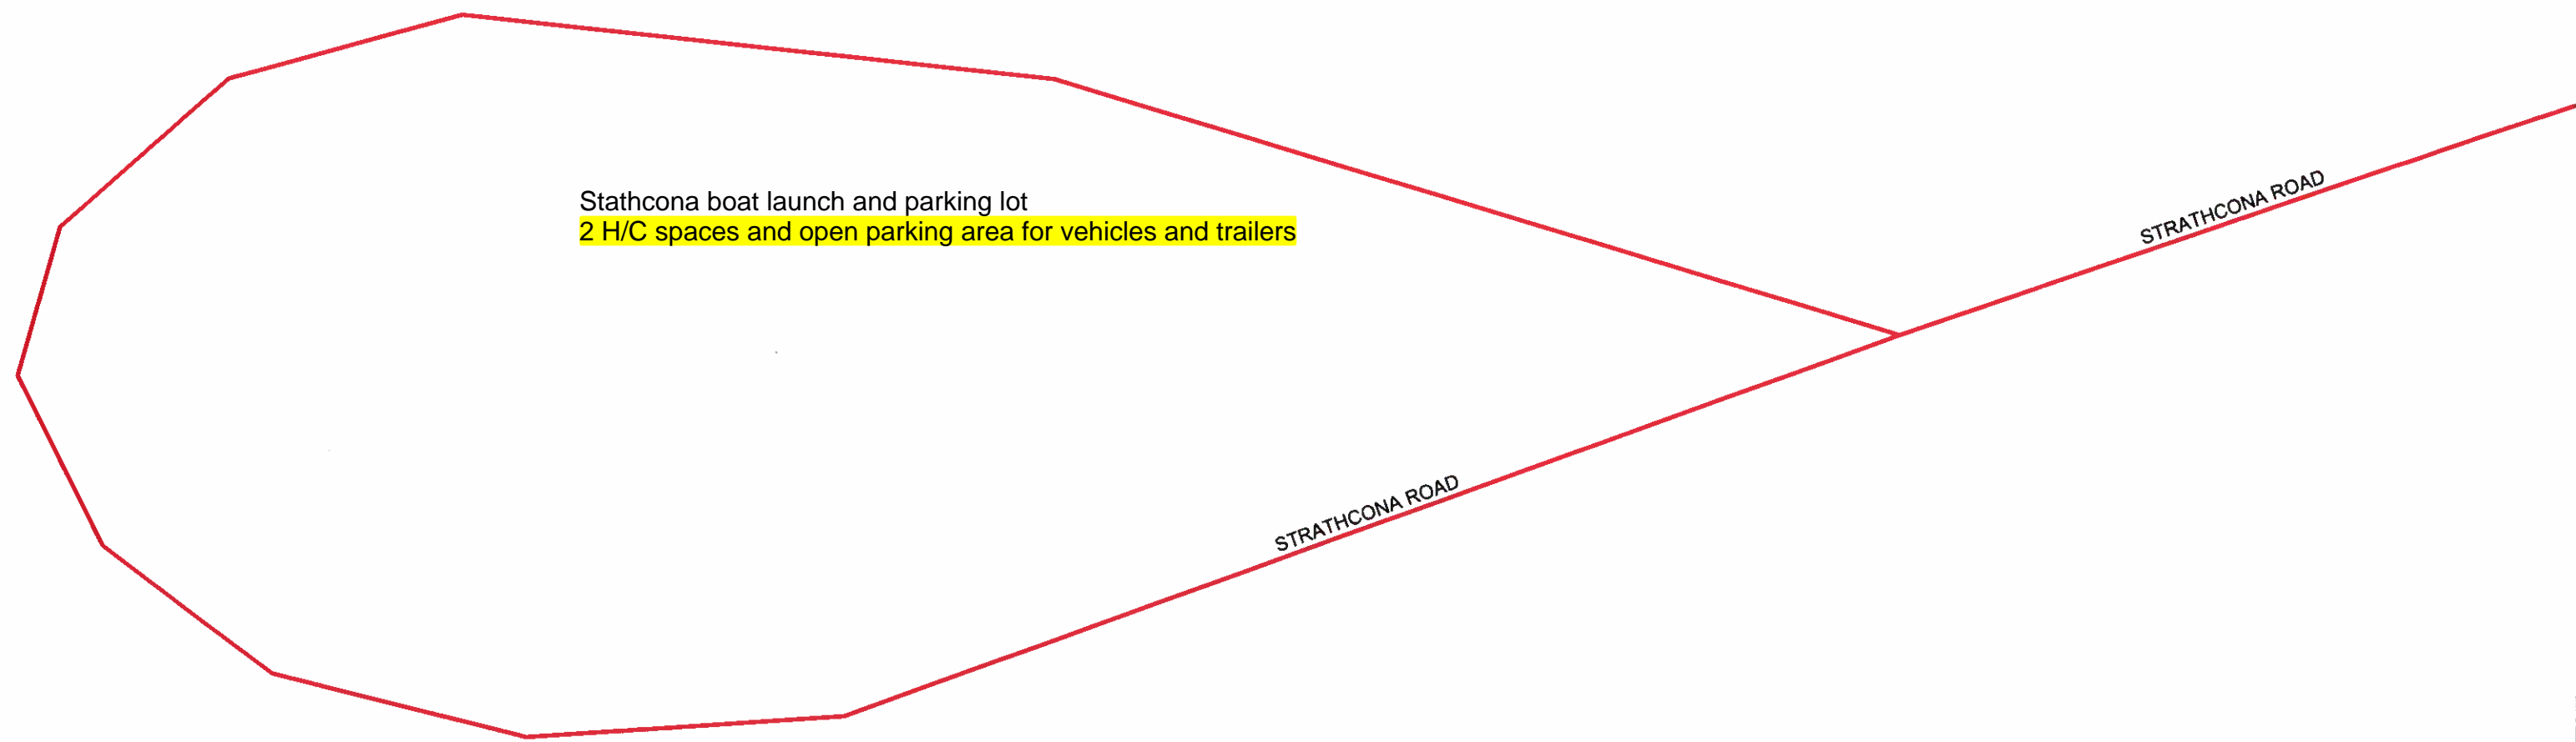 STRATHCONA ROAD
Stathcona boat launch and parking lot
2 H/C spaces and open parking area for vehicles and trailers
STRATHCONA ROAD